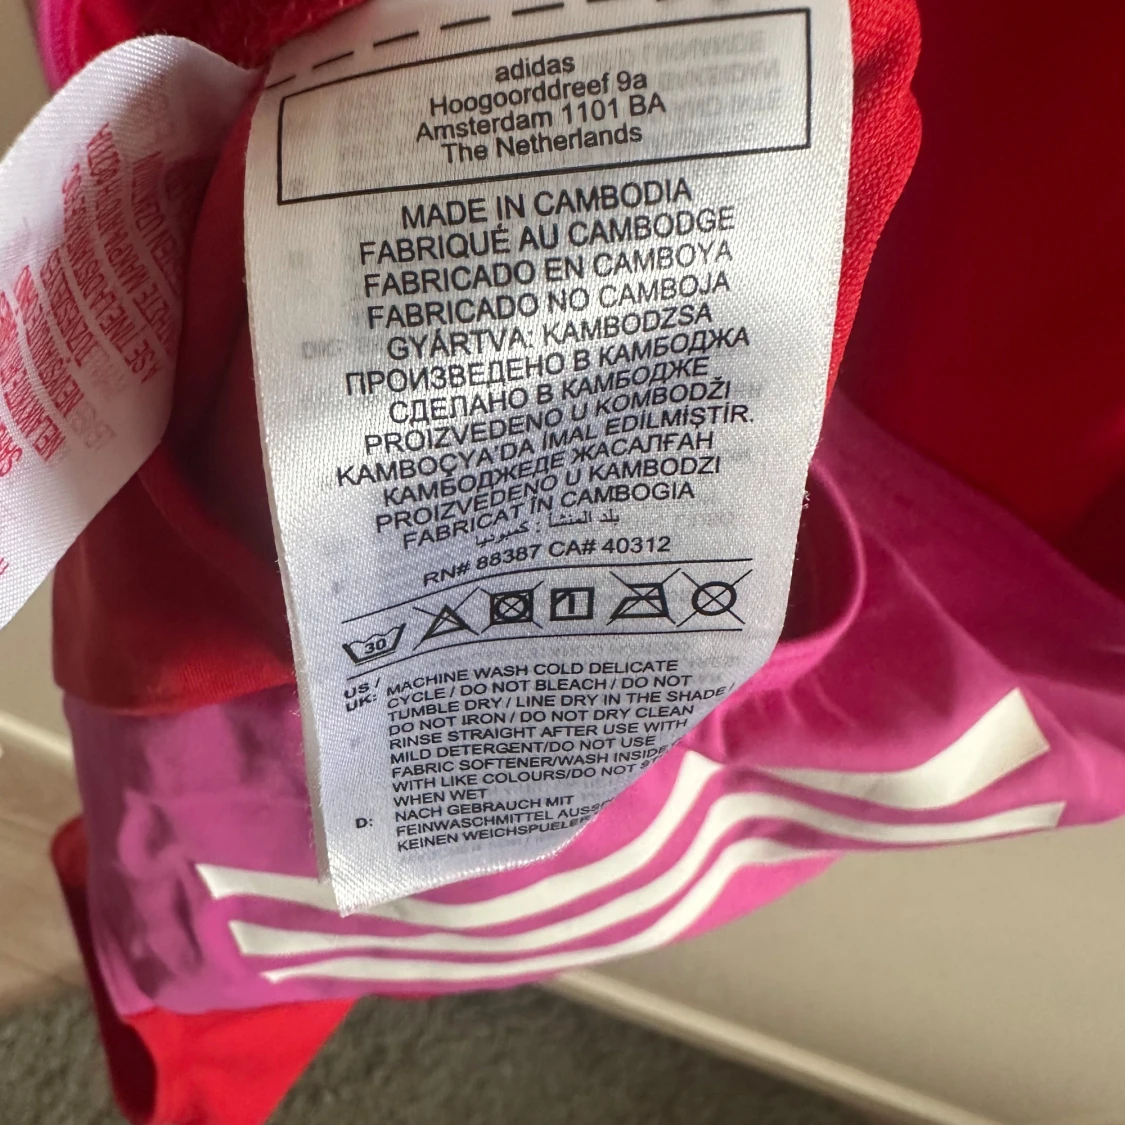 adidas
Hoogoorddreef 9a
Amsterdam 1101 BA
The Netherlands
MADE IN CAMBODIA
FABRIQUÉ AU CAMBODGE
FABRICADO EN CAMBOYA
FABRICADO NO CAMBOJA
GYÁRTVA: KAMBODZSA
ПРОИЗВЕДЕНО В КАМБОДЖА
СДЕЛАНО В КАМБОДЖЕ
PROIZVEDENO U KOMBODŽI
KAMBOÇYA'DA İMAL EDİLMİŞTİR.
КАМБОДЖЕДЕ ЖАСАЛҒАН
PROIZVEDENO U KAMBODZI
FABRICAT ÎN CAMBOGIA
بلد المنشأ : كمبوديا
RN# 88387 CA# 40312
30
US / UK: MACHINE WASH COLD DELICATE
CYCLE / DO NOT BLEACH / DO NOT
TUMBLE DRY / LINE DRY IN THE SHADE /
DO NOT IRON / DO NOT DRY CLEAN
RINSE STRAIGHT AFTER USE WITH
MILD DETERGENT/DO NOT USE
FABRIC SOFTENER/WASH INSIDE
WITH LIKE COLOURS/DO NOT
WHEN WET
D: NACH GEBRAUCH MIT
FEINWASCHMITTEL
KEINEN